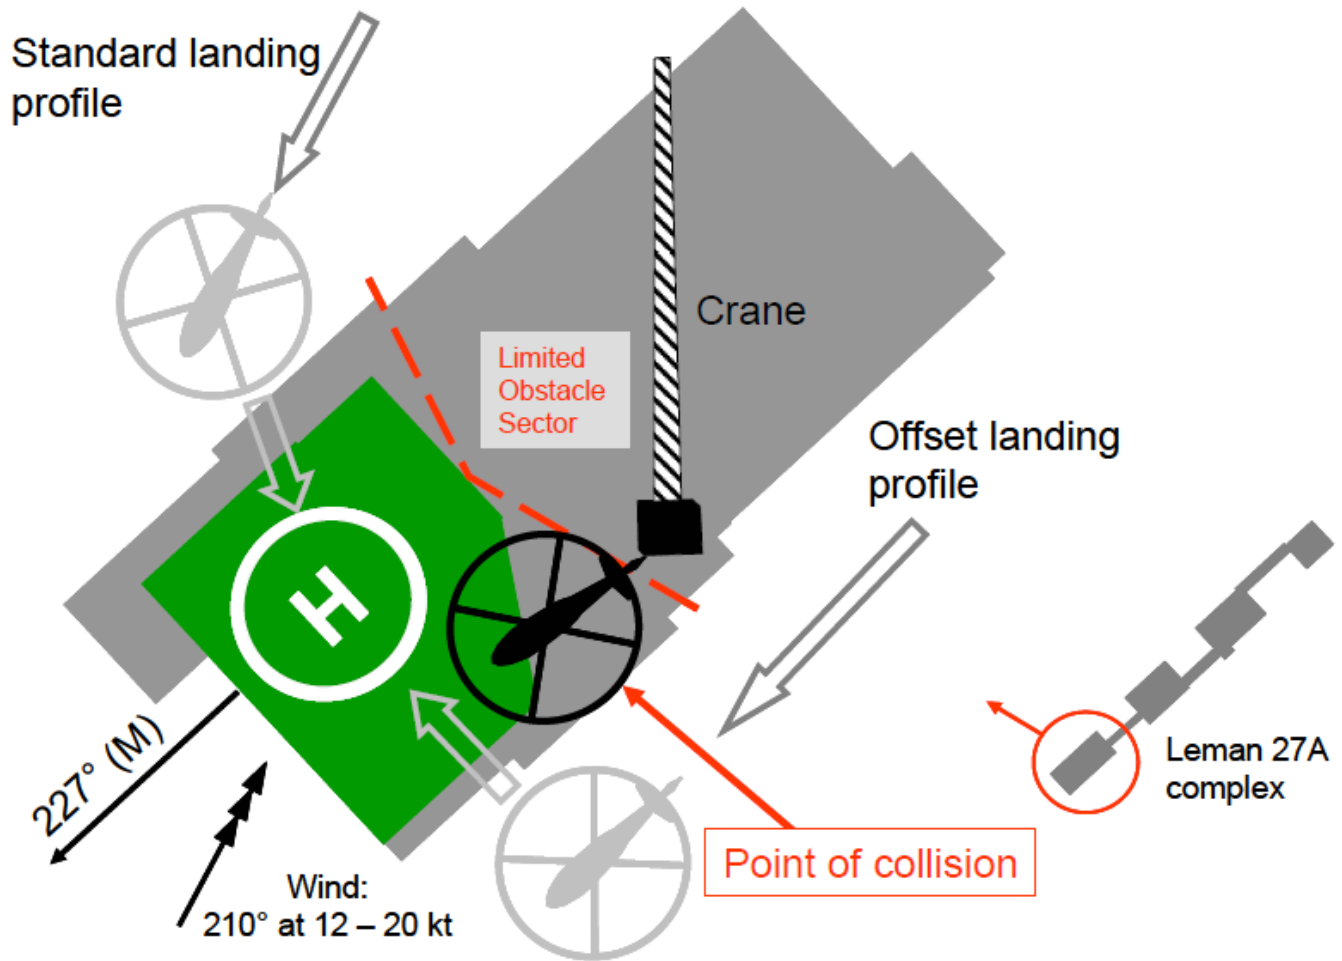 Standard landing
profile
Crane
Limited
Obstacle
Sector
Offset landing
profile
H
227° (M)
Leman 27A
complex
Point of collision
Wind:
210° at 12 – 20 kt